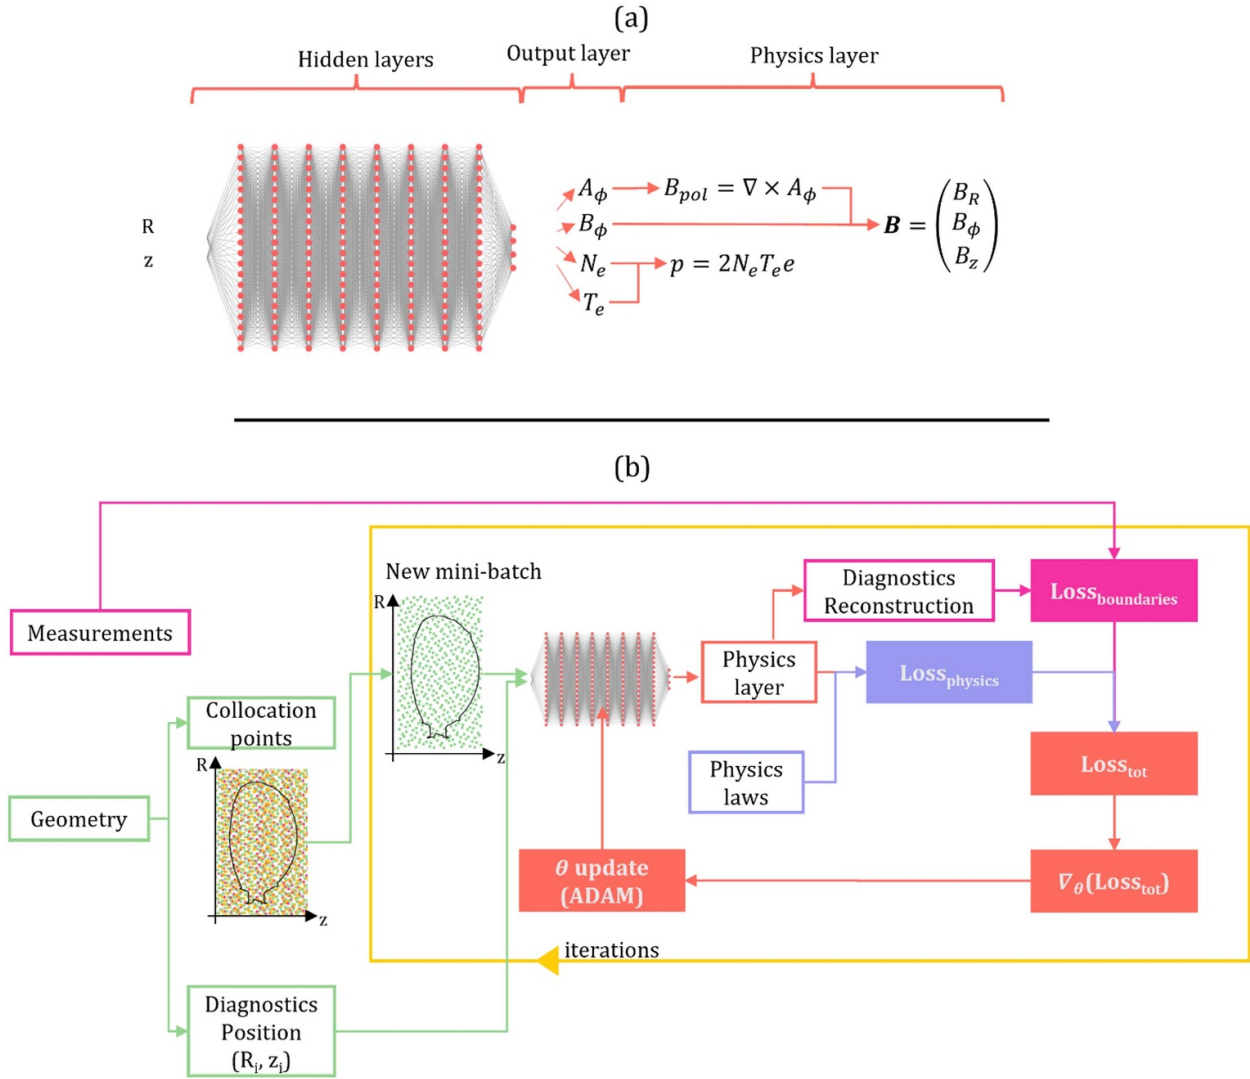 (a)
Hidden layers
Output layer
Physics layer
R
z
A_ϕ
B_pol = ∇ × A_ϕ
B_ϕ
N_e
p = 2N_eT_ee
T_e
B = (B_R B_ϕ B_z)
(b)
New mini-batch
R
z
Measurements
Diagnostics
Reconstruction
Loss_boundaries
Physics
layer
Loss_physics
Collocation
points
R
z
Geometry
Physics
laws
Loss_tot
θ update
(ADAM)
∇_θ(Loss_tot)
iterations
Diagnostics
Position
(R_i, z_i)